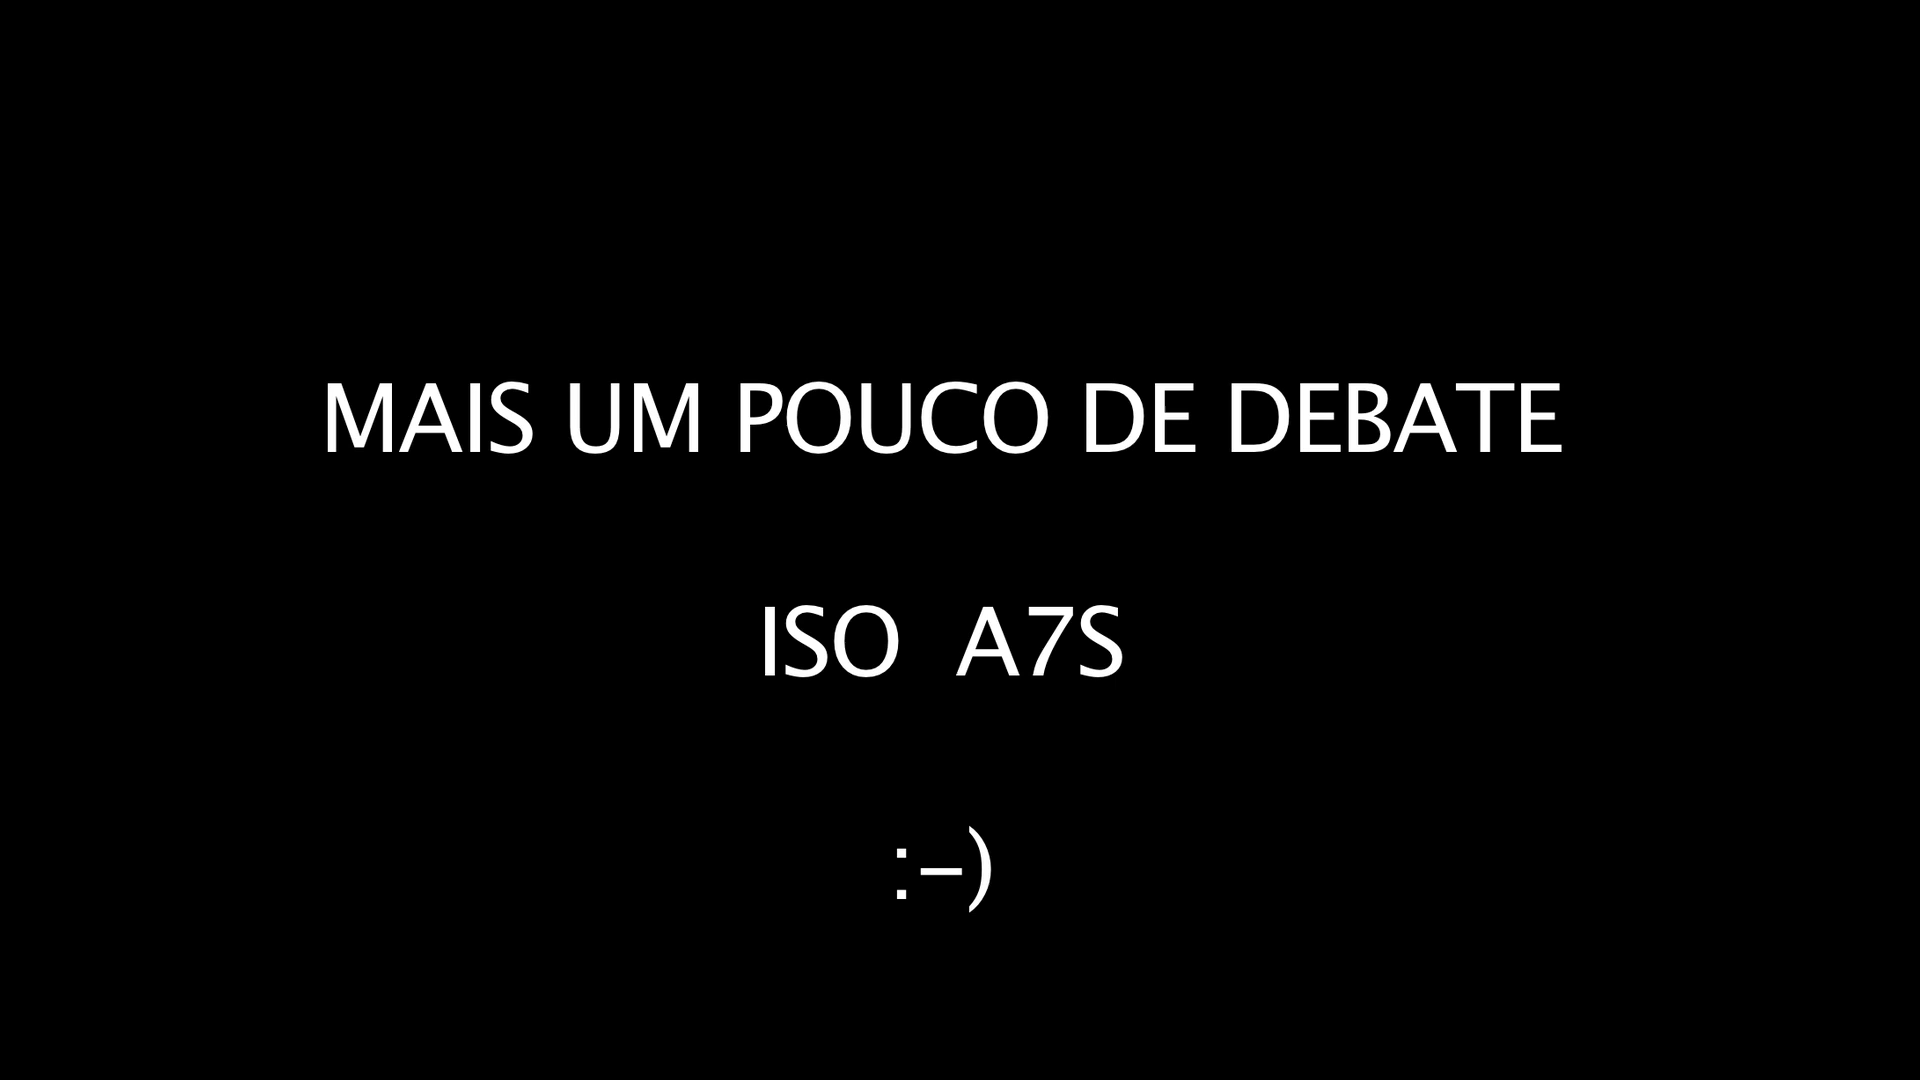 MAIS UM POUCO DE DEBATE
ISO  A7S
:-)